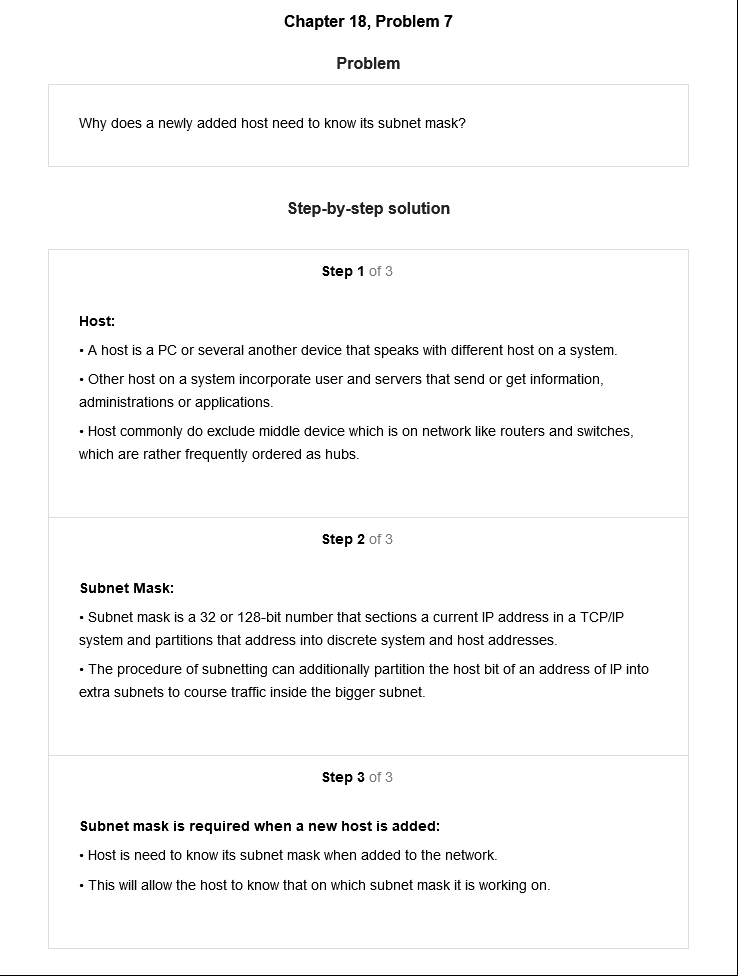 Chapter 18, Problem 7
Problem
Why does a newly added host need to know its subnet mask?
Step-by-step solution
Step 1 of 3
Host:
• A host is a PC or several another device that speaks with different host on a system.
• Other host on a system incorporate user and servers that send or get information,
administrations or applications.
• Host commonly do exclude middle device which is on network like routers and switches,
which are rather frequently ordered as hubs.
Step 2 of 3
Subnet Mask:
• Subnet mask is a 32 or 128-bit number that sections a current IP address in a TCP/IP
system and partitions that address into discrete system and host addresses.
• The procedure of subnetting can additionally partition the host bit of an address of IP into
extra subnets to course traffic inside the bigger subnet.
Step 3 of 3
Subnet mask is required when a new host is added:
• Host is need to know its subnet mask when added to the network.
• This will allow the host to know that on which subnet mask it is working on.